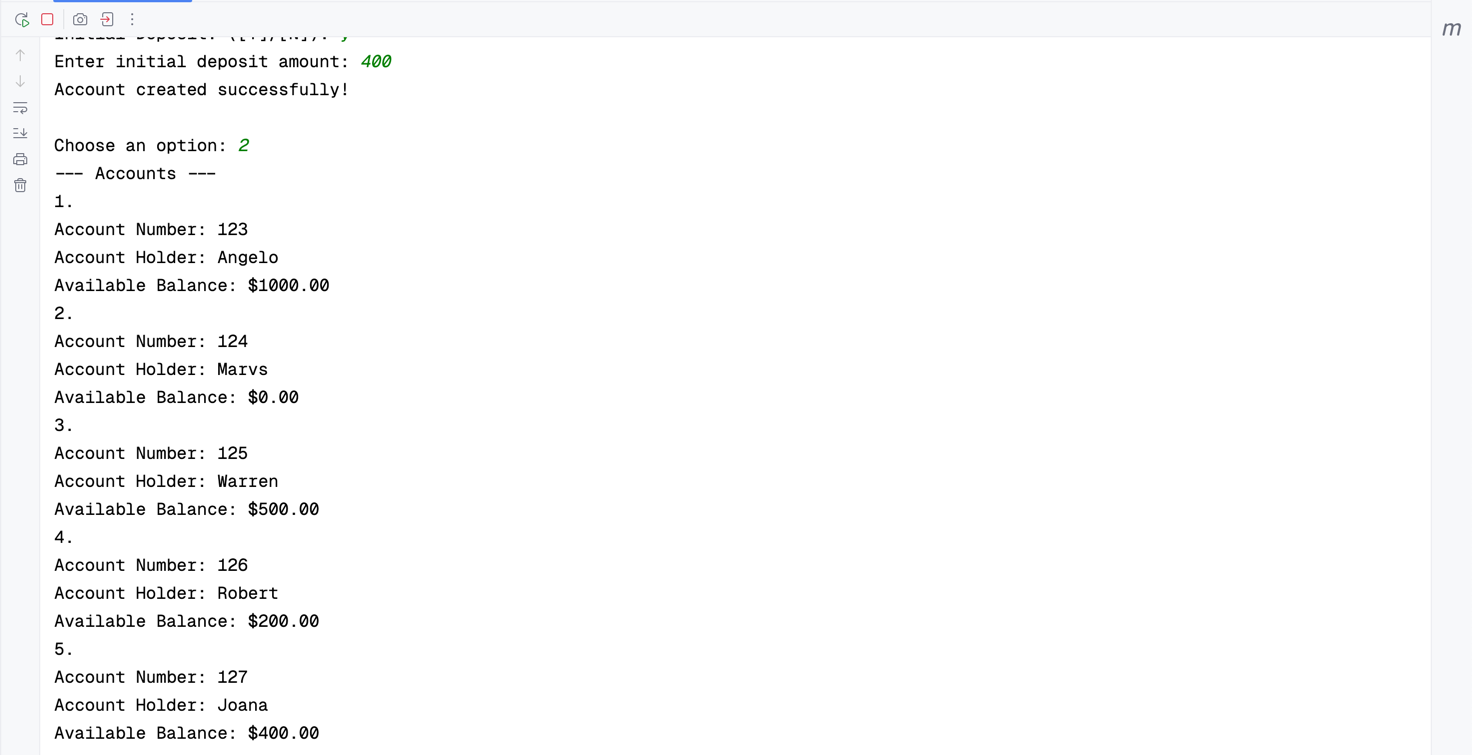 Initial Deposit: ([Y]/[N]): y
Enter initial deposit amount: 400
Account created successfully!
Choose an option: 2
--- Accounts ---
1.
Account Number: 123
Account Holder: Angelo
Available Balance: $1000.00
2.
Account Number: 124
Account Holder: Marvs
Available Balance: $0.00
3.
Account Number: 125
Account Holder: Warren
Available Balance: $500.00
4.
Account Number: 126
Account Holder: Robert
Available Balance: $200.00
5.
Account Number: 127
Account Holder: Joana
Available Balance: $400.00
m